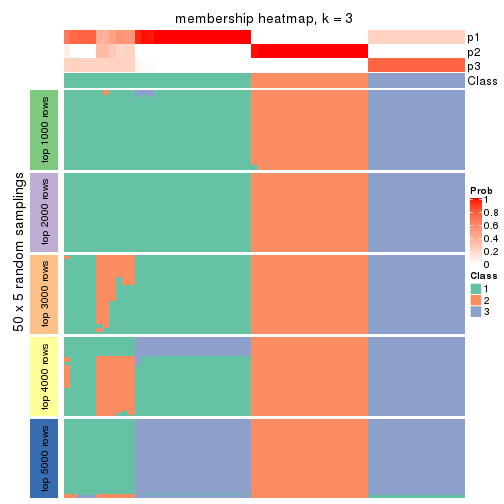 membership heatmap, k = 3
p1
p2
p3
Class
50 x 5 random samplings
top 1000 rows
top 2000 rows
top 3000 rows
top 4000 rows
top 5000 rows
Prob
1
0.8
0.6
0.4
0.2
0
Class
1
2
3